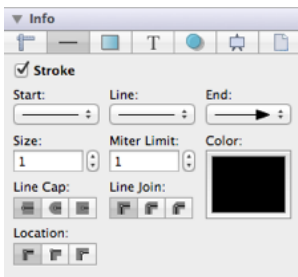 Info
T
Stroke
Start: Line: End:
Size: Miter Limit: Color:
1 1
Line Cap: Line Join:
Location: